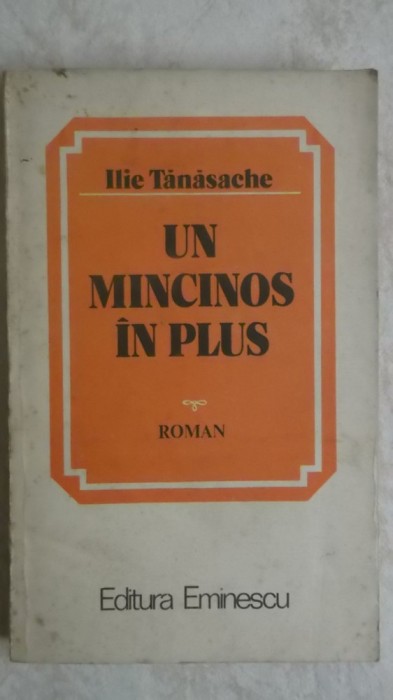 Ilie Tănăsache
UN
MINCINOS
ÎN PLUS
ROMAN
Editura Eminescu